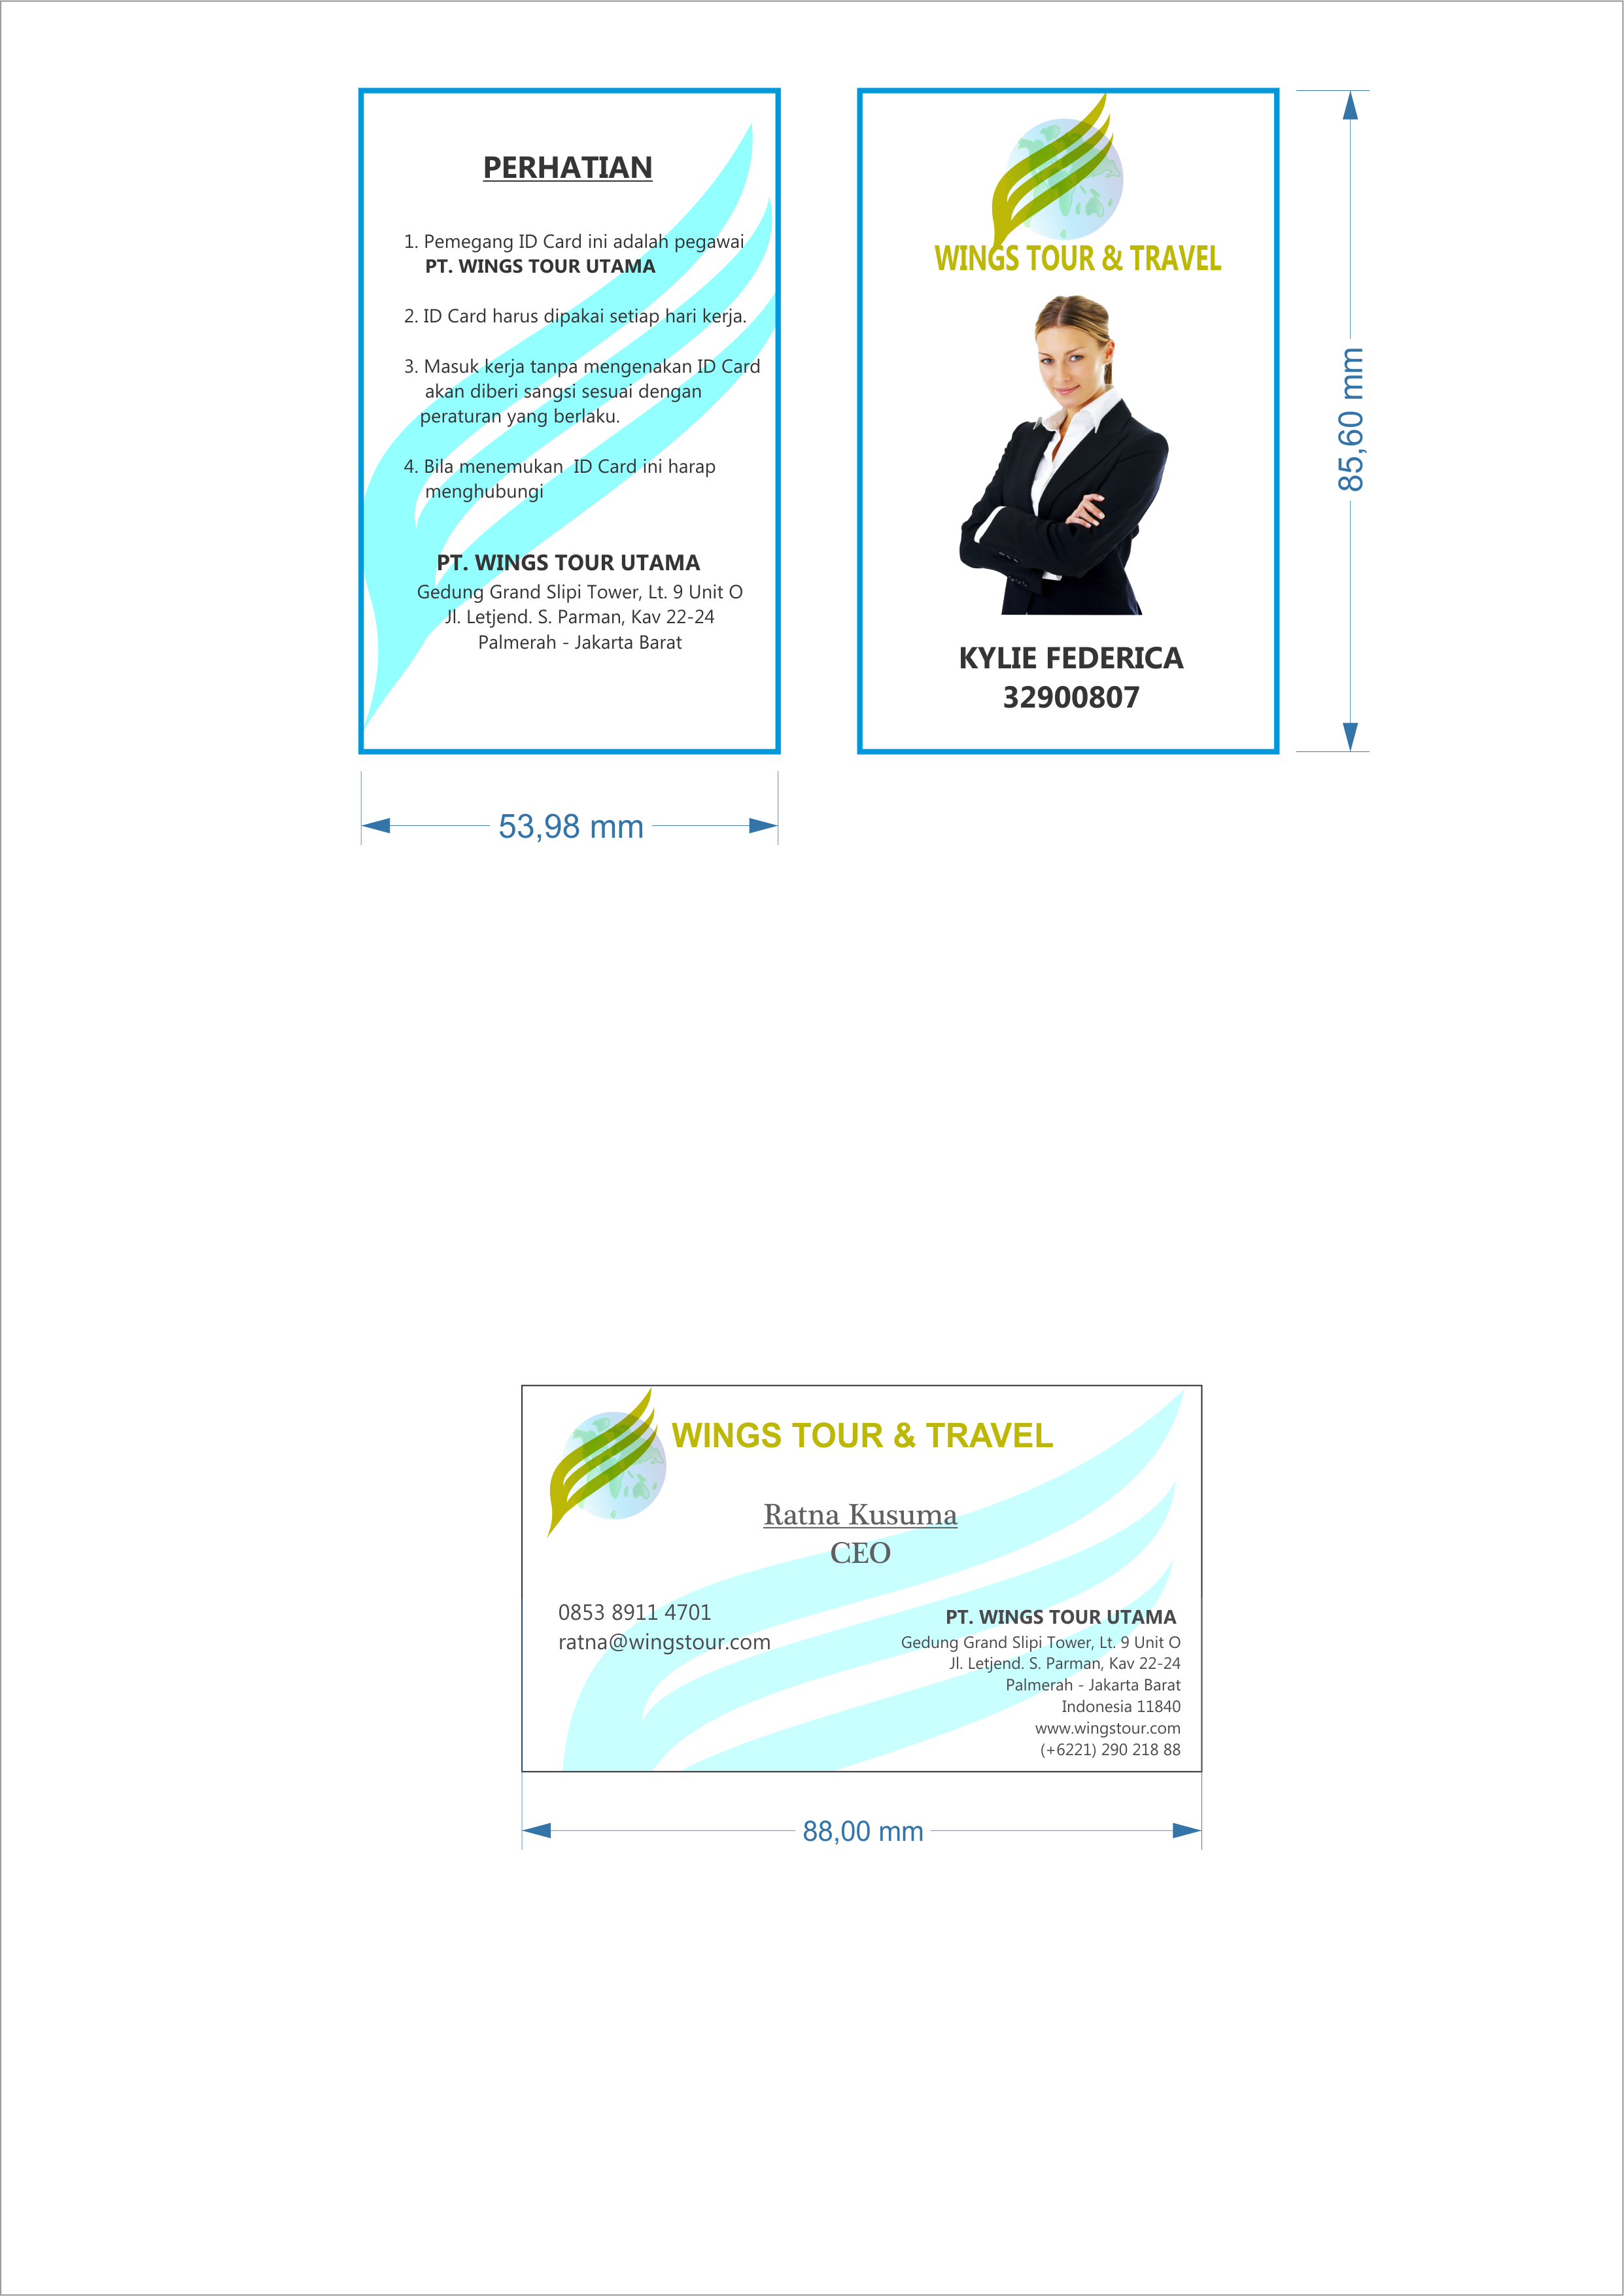 PERHATIAN
1. Pemegang ID Card ini adalah pegawai
PT. WINGS TOUR UTAMA
2. ID Card harus dipakai setiap hari kerja.
3. Masuk kerja tanpa mengenakan ID Card
akan diberi sangsi sesuai dengan
peraturan yang berlaku.
4. Bila menemukan  ID Card ini harap
menghubungi
PT. WINGS TOUR UTAMA
Gedung Grand Slipi Tower, Lt. 9 Unit O
Jl. Letjend. S. Parman, Kav 22-24
Palmerah - Jakarta Barat
53,98 mm
WINGS TOUR & TRAVEL
KYLIE FEDERICA
32900807
85,60 mm
WINGS TOUR & TRAVEL
Ratna Kusuma
CEO
0853 8911 4701
ratna@wingstour.com
PT. WINGS TOUR UTAMA
Gedung Grand Slipi Tower, Lt. 9 Unit O
Jl. Letjend. S. Parman, Kav 22-24
Palmerah - Jakarta Barat
Indonesia 11840
www.wingstour.com
(+6221) 290 218 88
88,00 mm